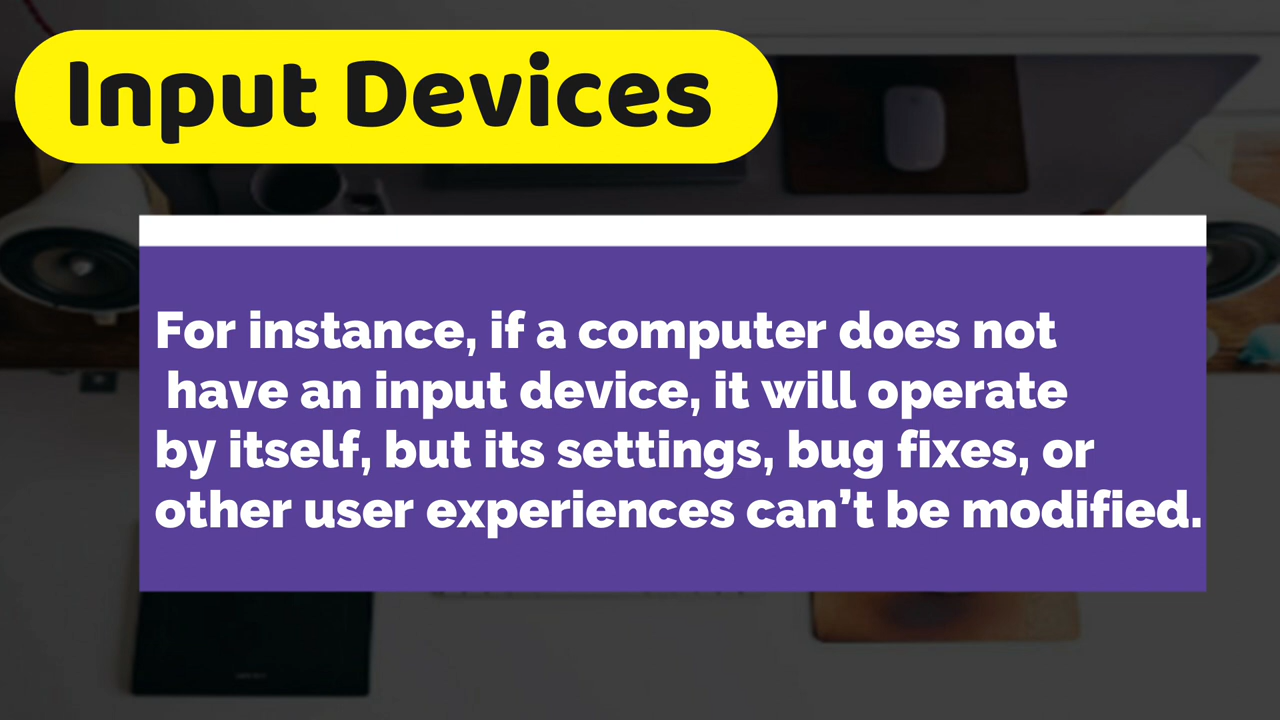 Input Devices
For instance, if a computer does not
have an input device, it will operate
by itself, but its settings, bug fixes, or
other user experiences can’t be modified.